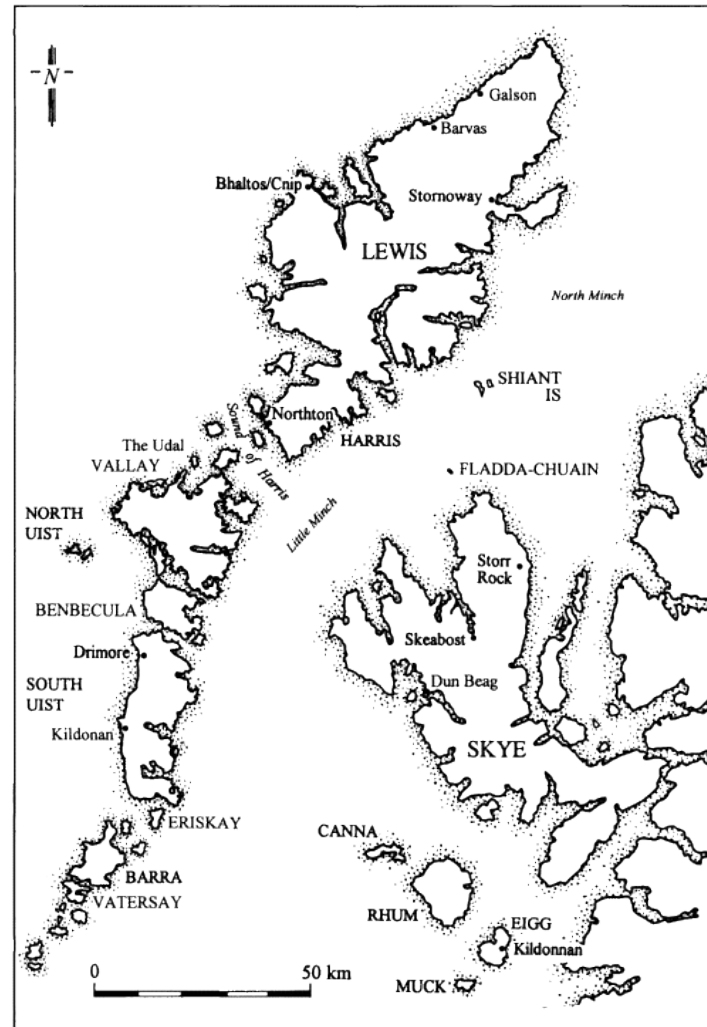 N
Galson
Barvas
Bhaltos/Cnip
Stornoway
LEWIS
North Minch
SHIANT
IS
Northton
HARRIS
Sound of Harris
The Udal
VALLAY
FLADDA-CHUAIN
Little Minch
NORTH
UIST
Storr
Rock
BENBECULA
Skeabost
Drimore
Dun Beag
SOUTH
UIST
Kildonan
SKYE
ERISKAY
CANNA
BARRA
VATERSAY
RHUM
EIGG
Kildonnan
0
50 km
MUCK